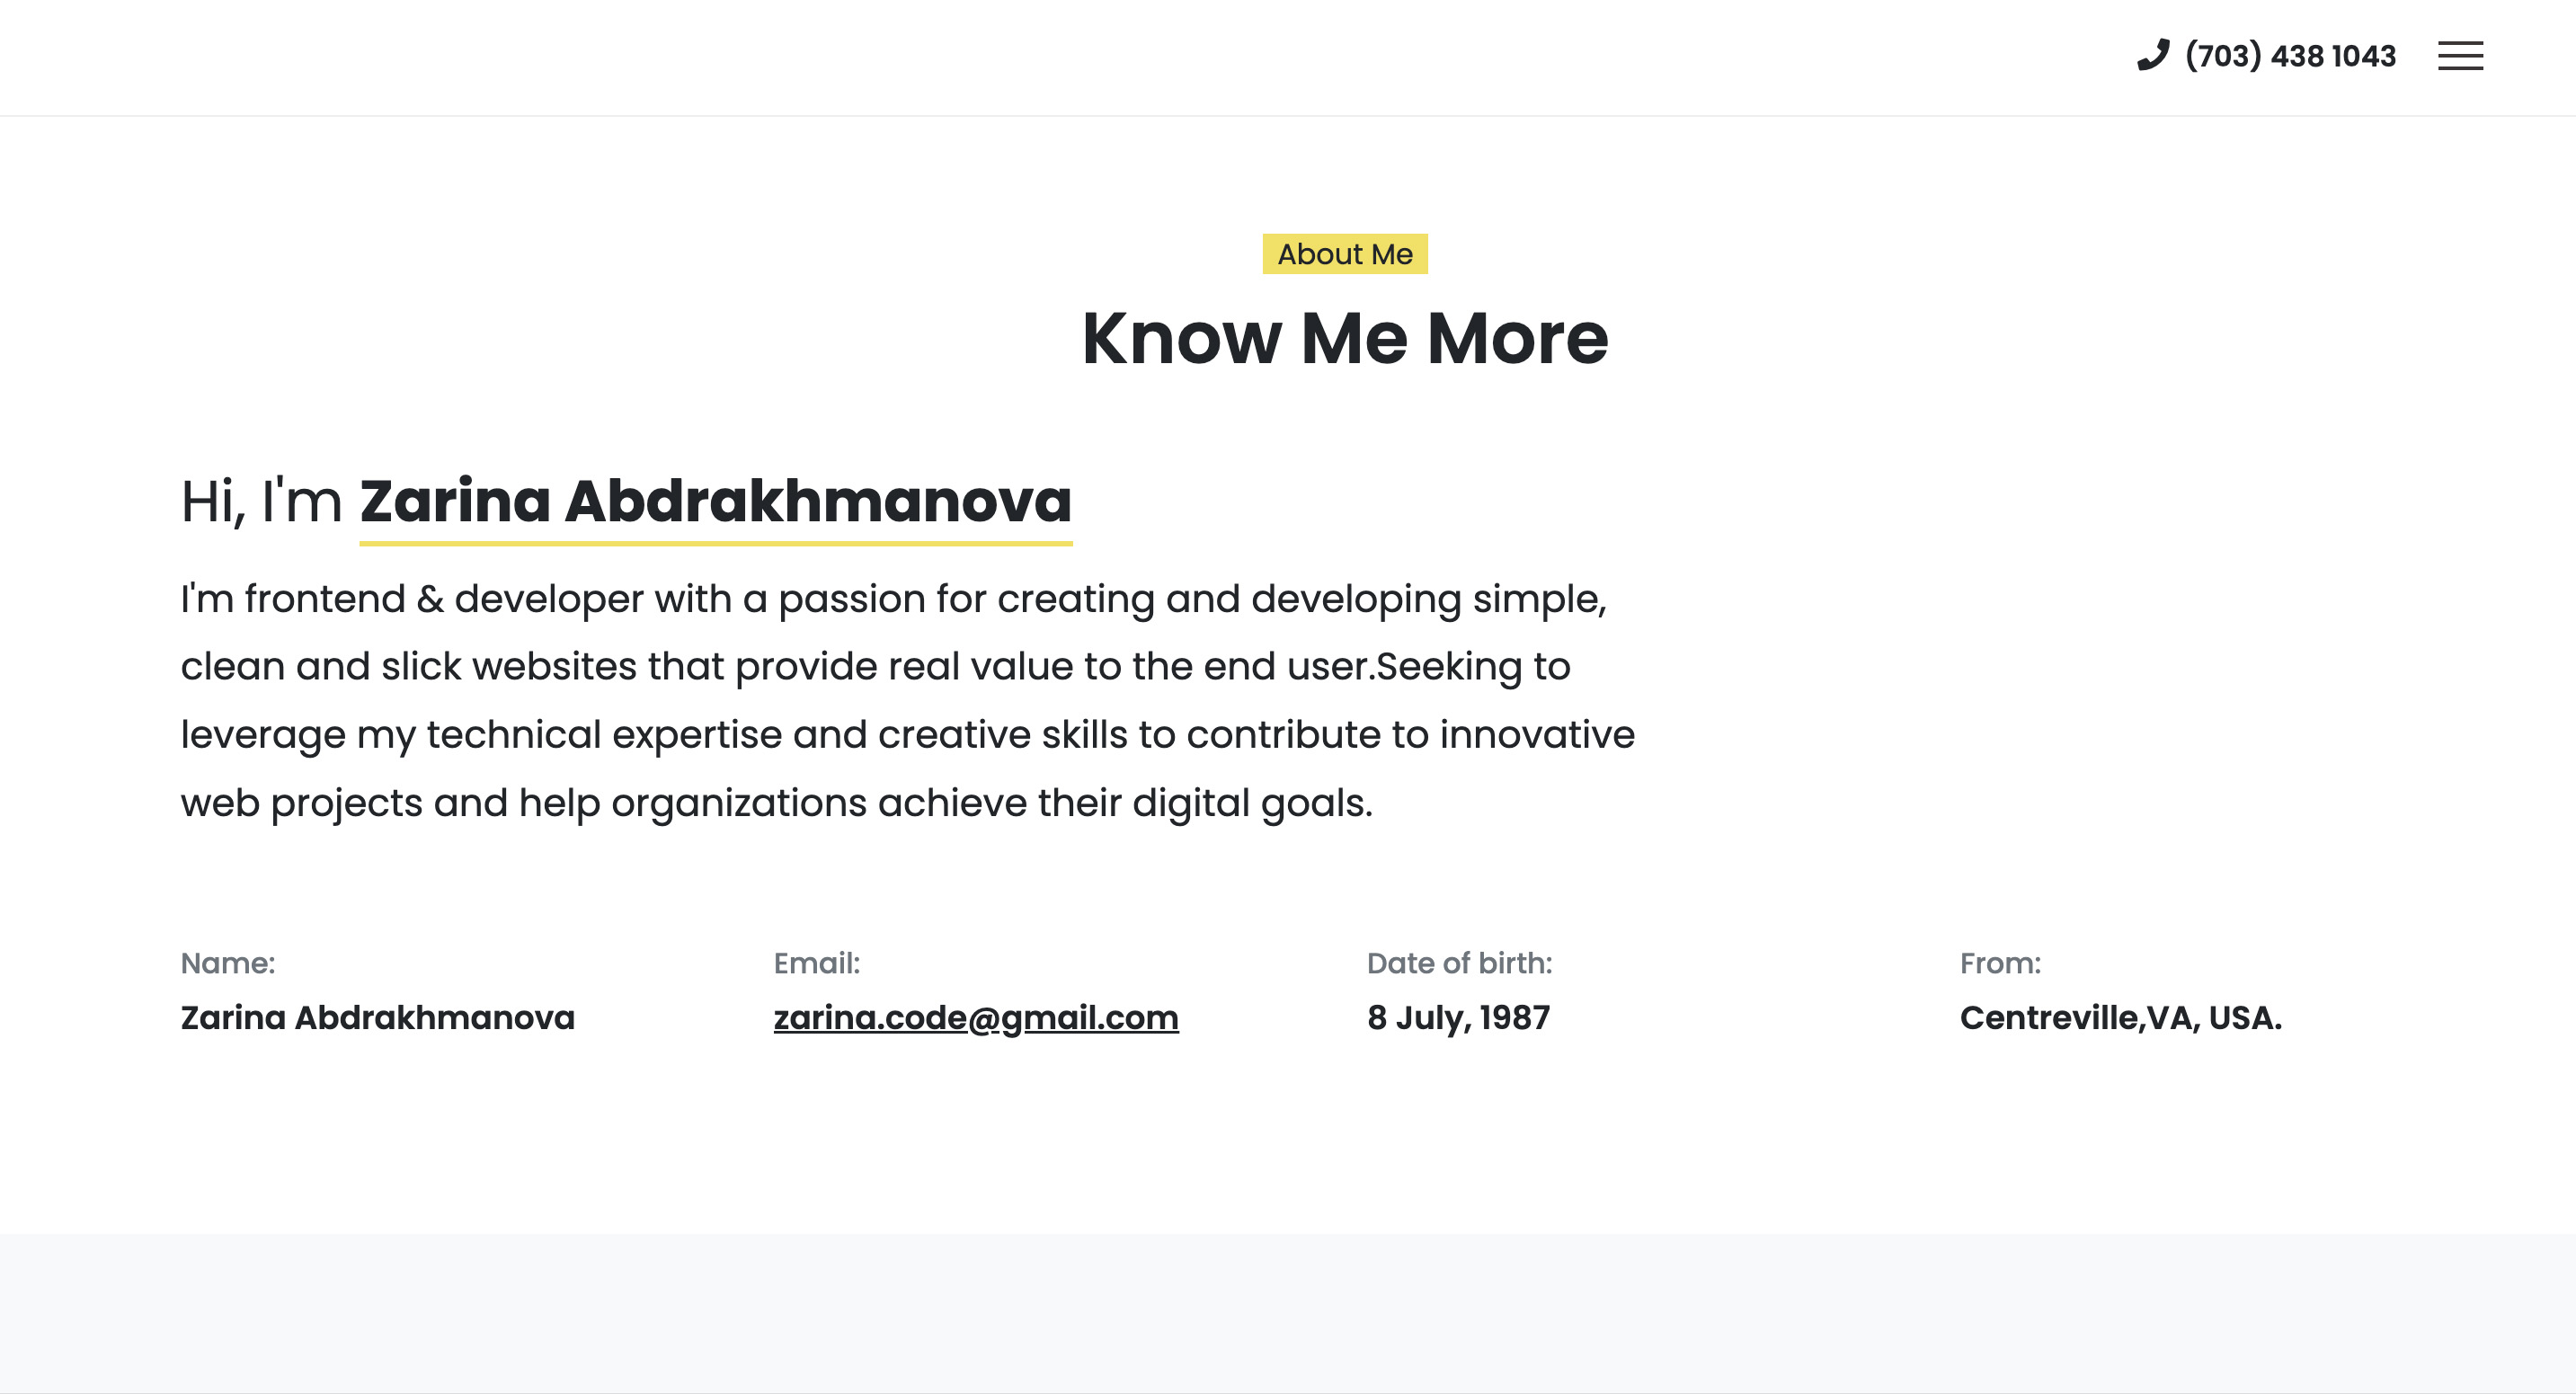 (703) 438 1043
About Me
Know Me More
Hi, I'm Zarina Abdrakhmanova
I'm frontend & developer with a passion for creating and developing simple,
clean and slick websites that provide real value to the end user.Seeking to
leverage my technical expertise and creative skills to contribute to innovative
web projects and help organizations achieve their digital goals.
Name:
Zarina Abdrakhmanova
Email:
zarina.code@gmail.com
Date of birth:
8 July, 1987
From:
Centreville,VA, USA.